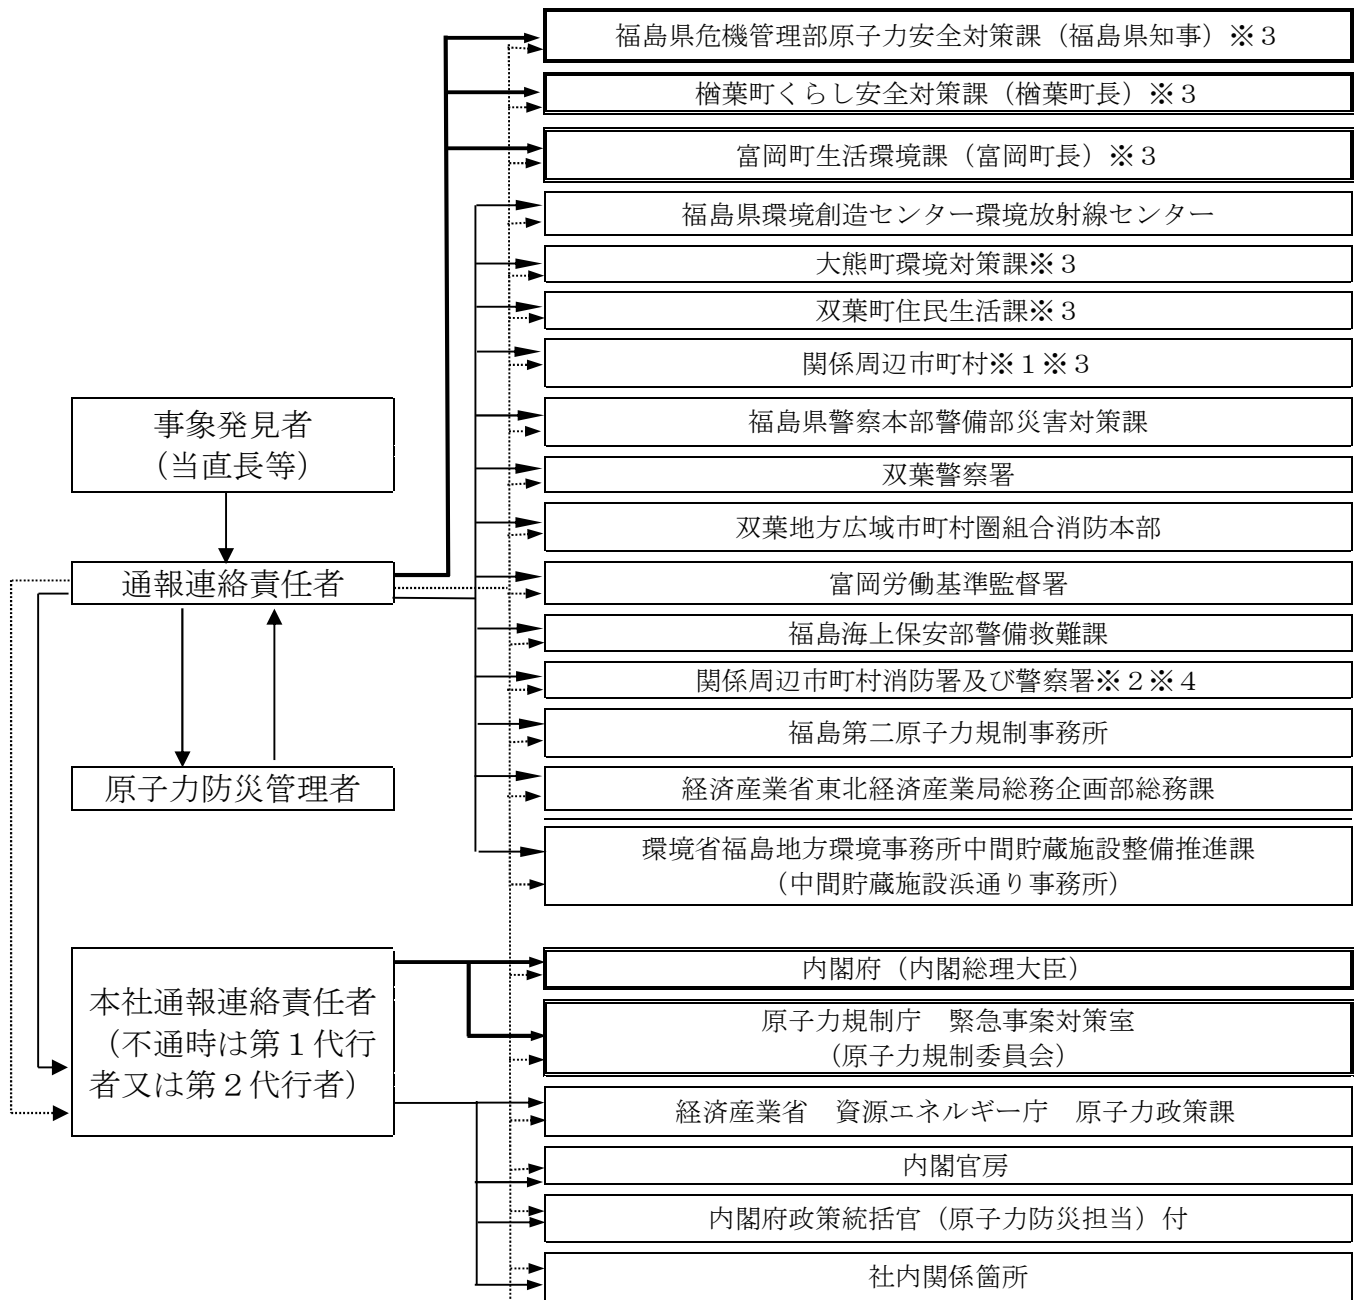 福島県危機管理部原子力安全対策課（福島県知事）※３
楢葉町くらし安全対策課（楢葉町長）※３
富岡町生活環境課（富岡町長）※３
福島県環境創造センター環境放射線センター
大熊町環境対策課※３
双葉町住民生活課※３
関係周辺市町村※１※３
福島県警察本部警備部災害対策課
双葉警察署
双葉地方広域市町村圏組合消防本部
富岡労働基準監督署
福島海上保安部警備救難課
関係周辺市町村消防署及び警察署※２※４
福島第二原子力規制事務所
経済産業省東北経済産業局総務企画部総務課
環境省福島地方環境事務所中間貯蔵施設整備推進課
（中間貯蔵施設浜通り事務所）
事象発見者
（当直長等）
通報連絡責任者
原子力防災管理者
本社通報連絡責任者
（不通時は第１代行
者又は第２代行者）
内閣府（内閣総理大臣）
原子力規制庁　緊急事案対策室
（原子力規制委員会）
経済産業省　資源エネルギー庁　原子力政策課
内閣官房
内閣府政策統括官（原子力防災担当）付
社内関係箇所